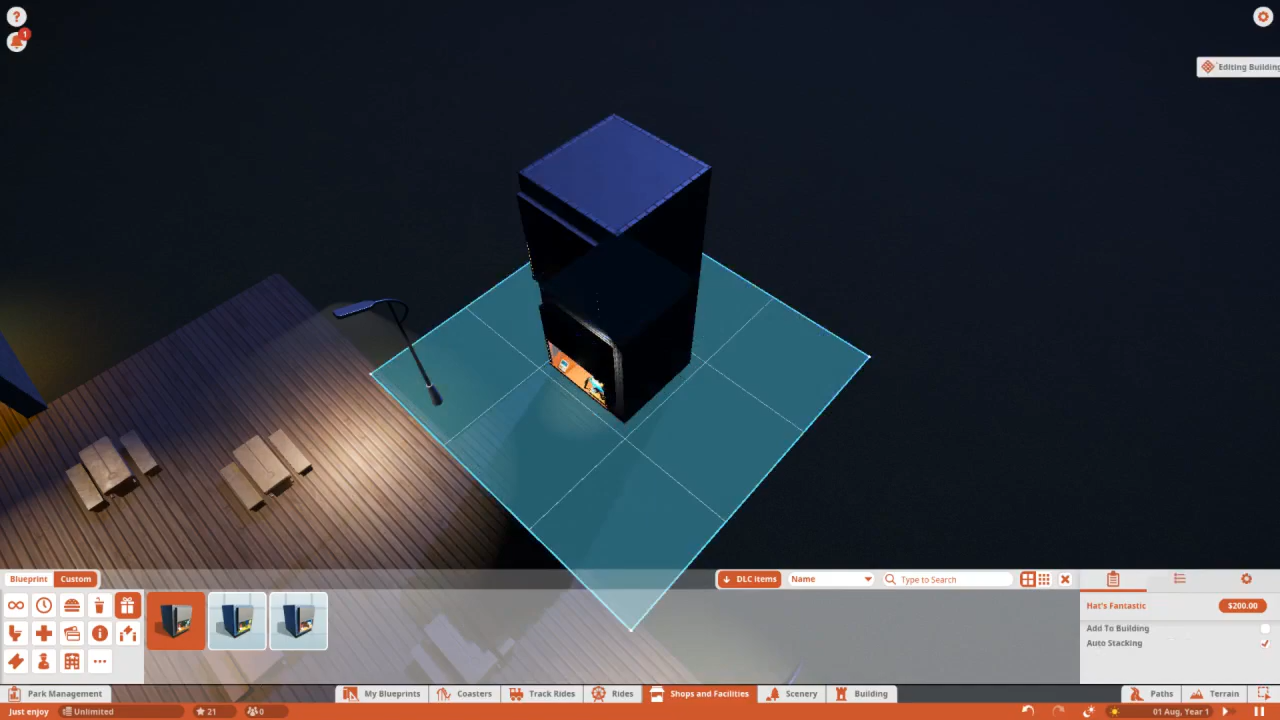 ?
1
Editing Building
Blueprint
Custom
DLC Items
Name
Type to Search
Hat's Fantastic
$200.00
Add To Building
Auto Stacking
Park Management
My Blueprints
Coasters
Track Rides
Rides
Shops and Facilities
Scenery
Building
Paths
Terrain
Just enjoy
Unlimited
21
0
01 Aug, Year 1